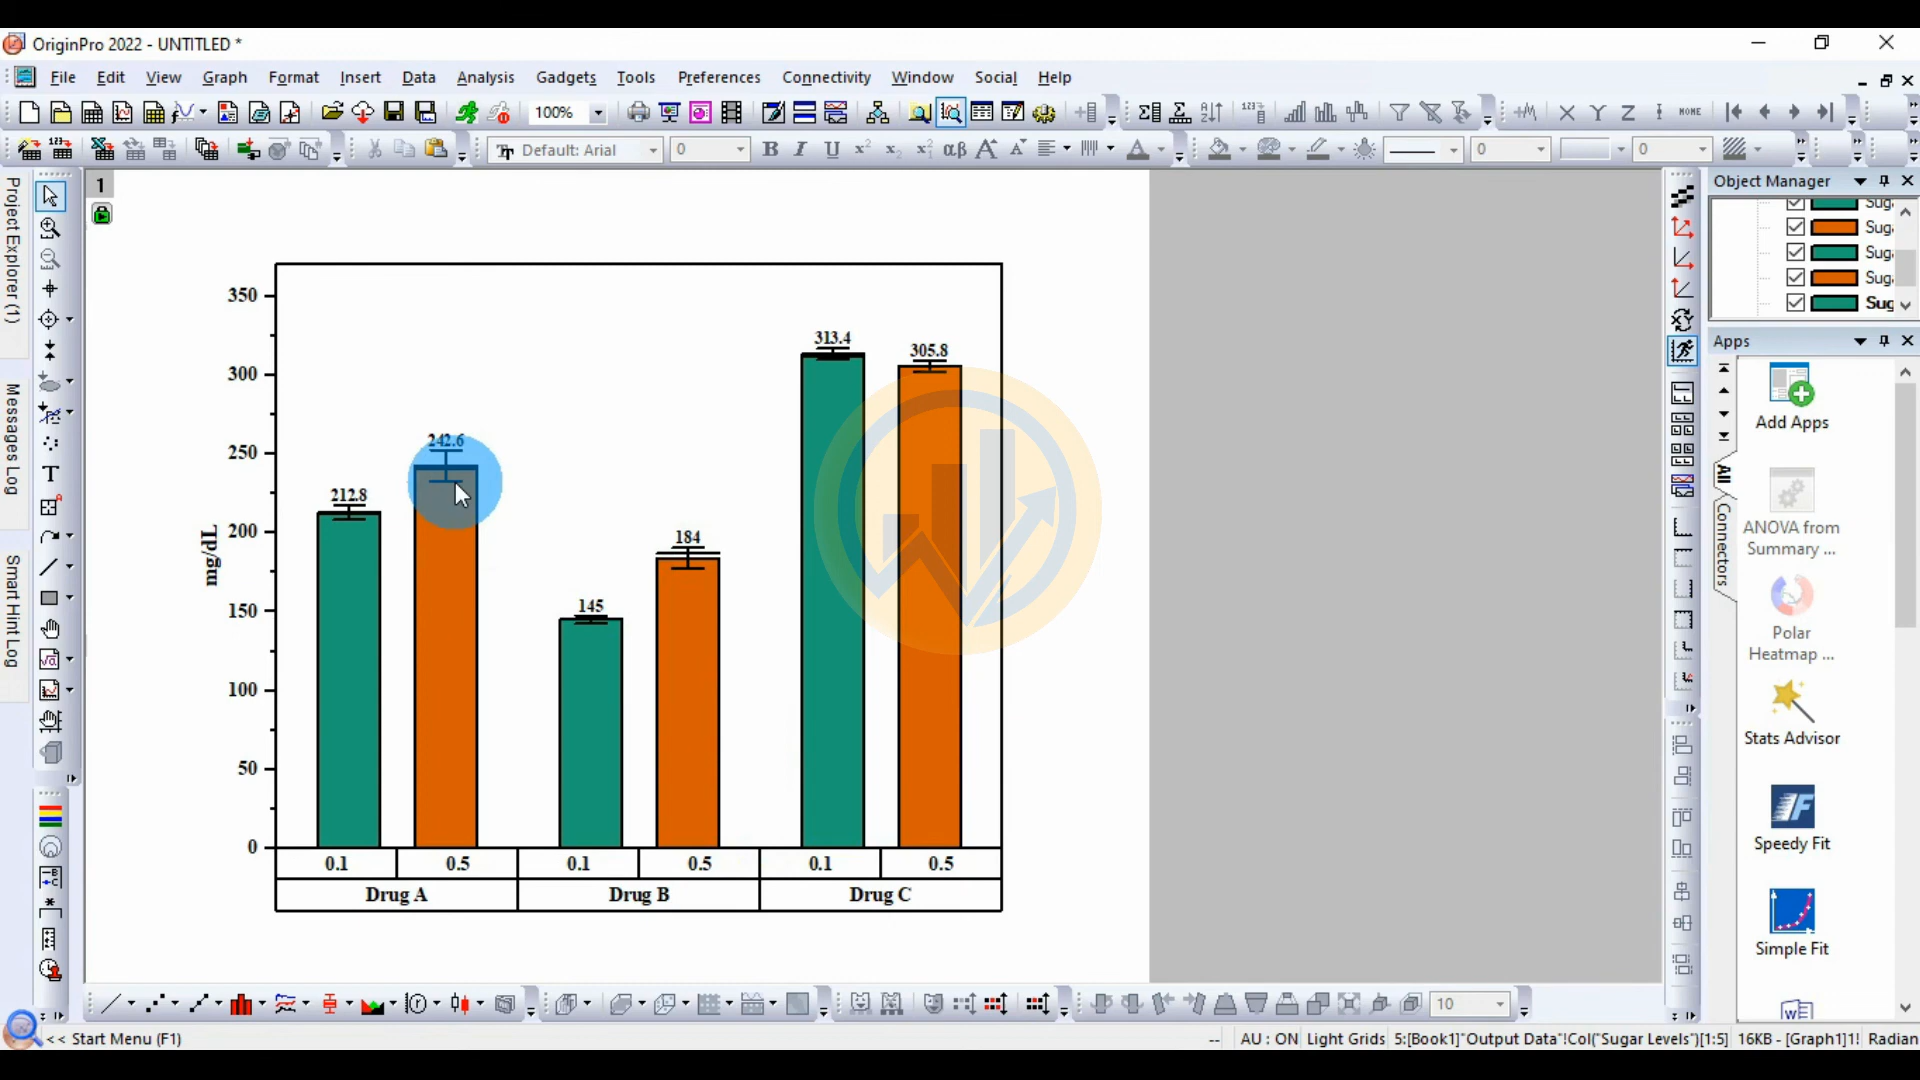 OriginPro 2022 - UNTITLED *
File Edit View Graph Format Insert Data Analysis Gadgets Tools Preferences Connectivity Window Social Help
100%
HOME
Default: Arial 0 B I U αβ A 0 0
Project Explorer (1)
Messages Log
Smart Hint Log
1
350
300
250
200
150
100
50
0
mg/dL
212.8
242.6
145
184
313.4
305.8
0.1 0.5 0.1 0.5 0.1 0.5
Drug A Drug B Drug C
Object Manager
Sug
Apps
All
Connectors
Add Apps
ANOVA from
Summary ...
Polar
Heatmap ...
Stats Advisor
Speedy Fit
Simple Fit
10
<< Start Menu (F1)
-- AU : ON Light Grids 5:[Book1]"Output Data"!Col("Sugar Levels")[1:5] 16KB - [Graph1]1! Radian